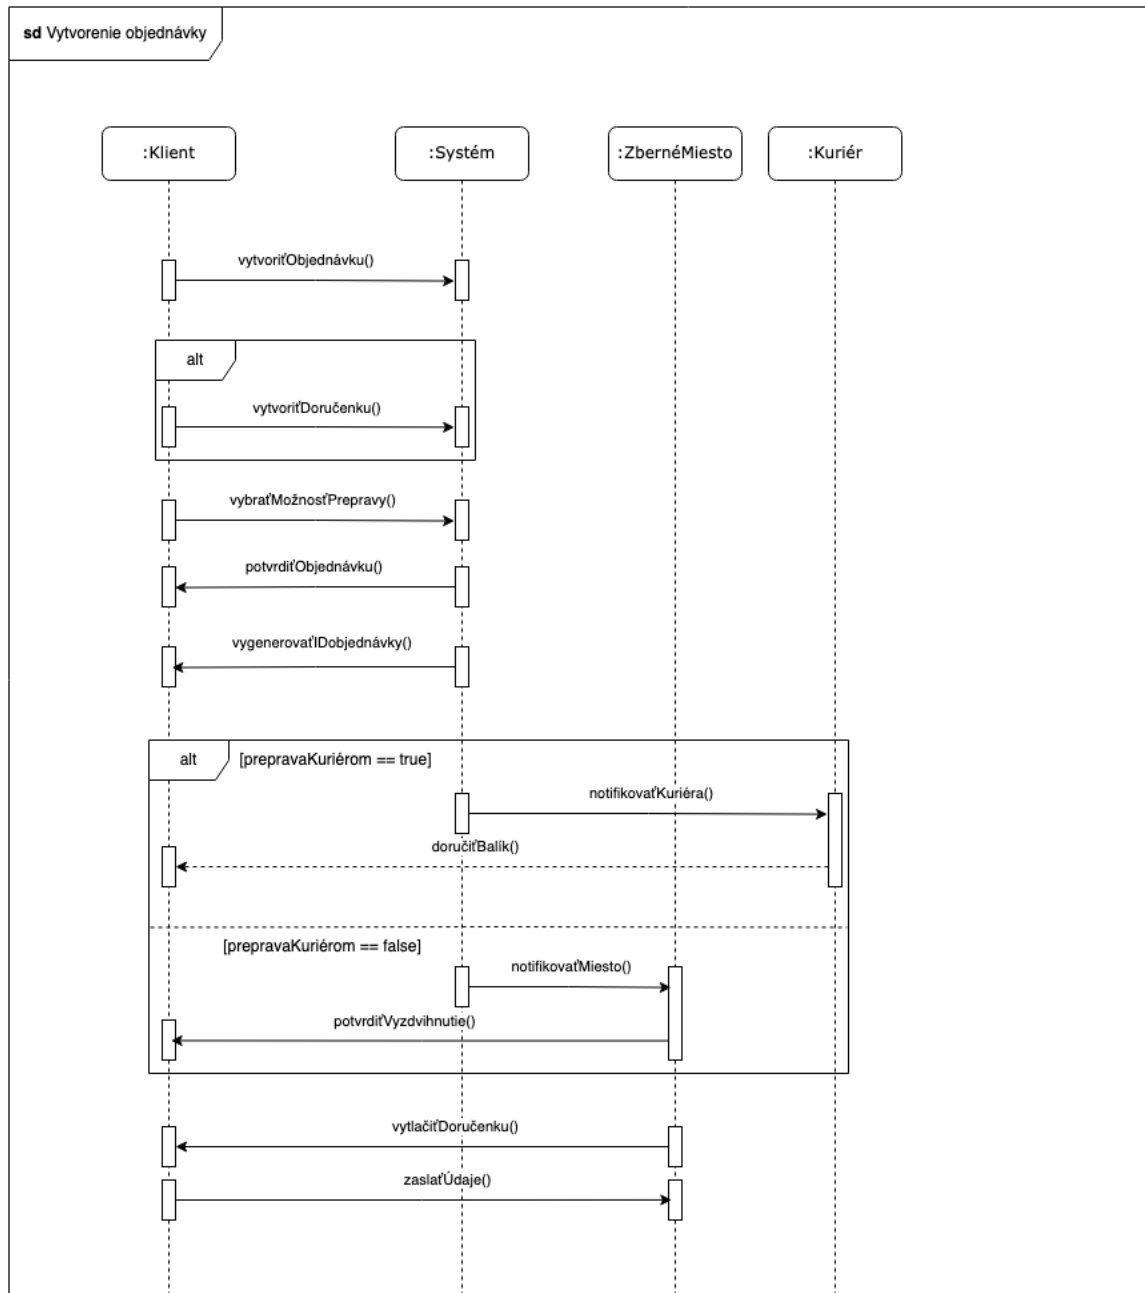 sd Vytvorenie objednávky
:Klient
:Systém
:ZbernéMiesto
:Kuriér
vytvoriťObjednávku()
alt
vytvoriťDoručenku()
vybraťMožnosťPrepravy()
potvrdiťObjednávku()
vygenerovaťIDobjednávky()
alt
[prepravaKuriérom == true]
notifikovaťKuriéra()
doručiťBalík()
[prepravaKuriérom == false]
notifikovaťMiesto()
potvrdiťVyzdvihnutie()
vytlačiťDoručenku()
zaslaťÚdaje()